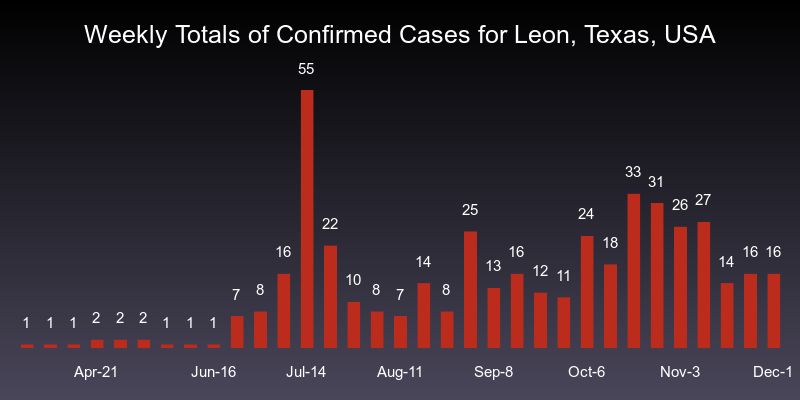 Weekly Totals of Confirmed Cases for Leon, Texas, USA
1 1 1 2 2 2 1 1 1 7 8 16 55 22 10 8 7 14 8 25 13 16 12 11 24 18 33 31 26 27 14 16 16
Apr-21 Jun-16 Jul-14 Aug-11 Sep-8 Oct-6 Nov-3 Dec-1